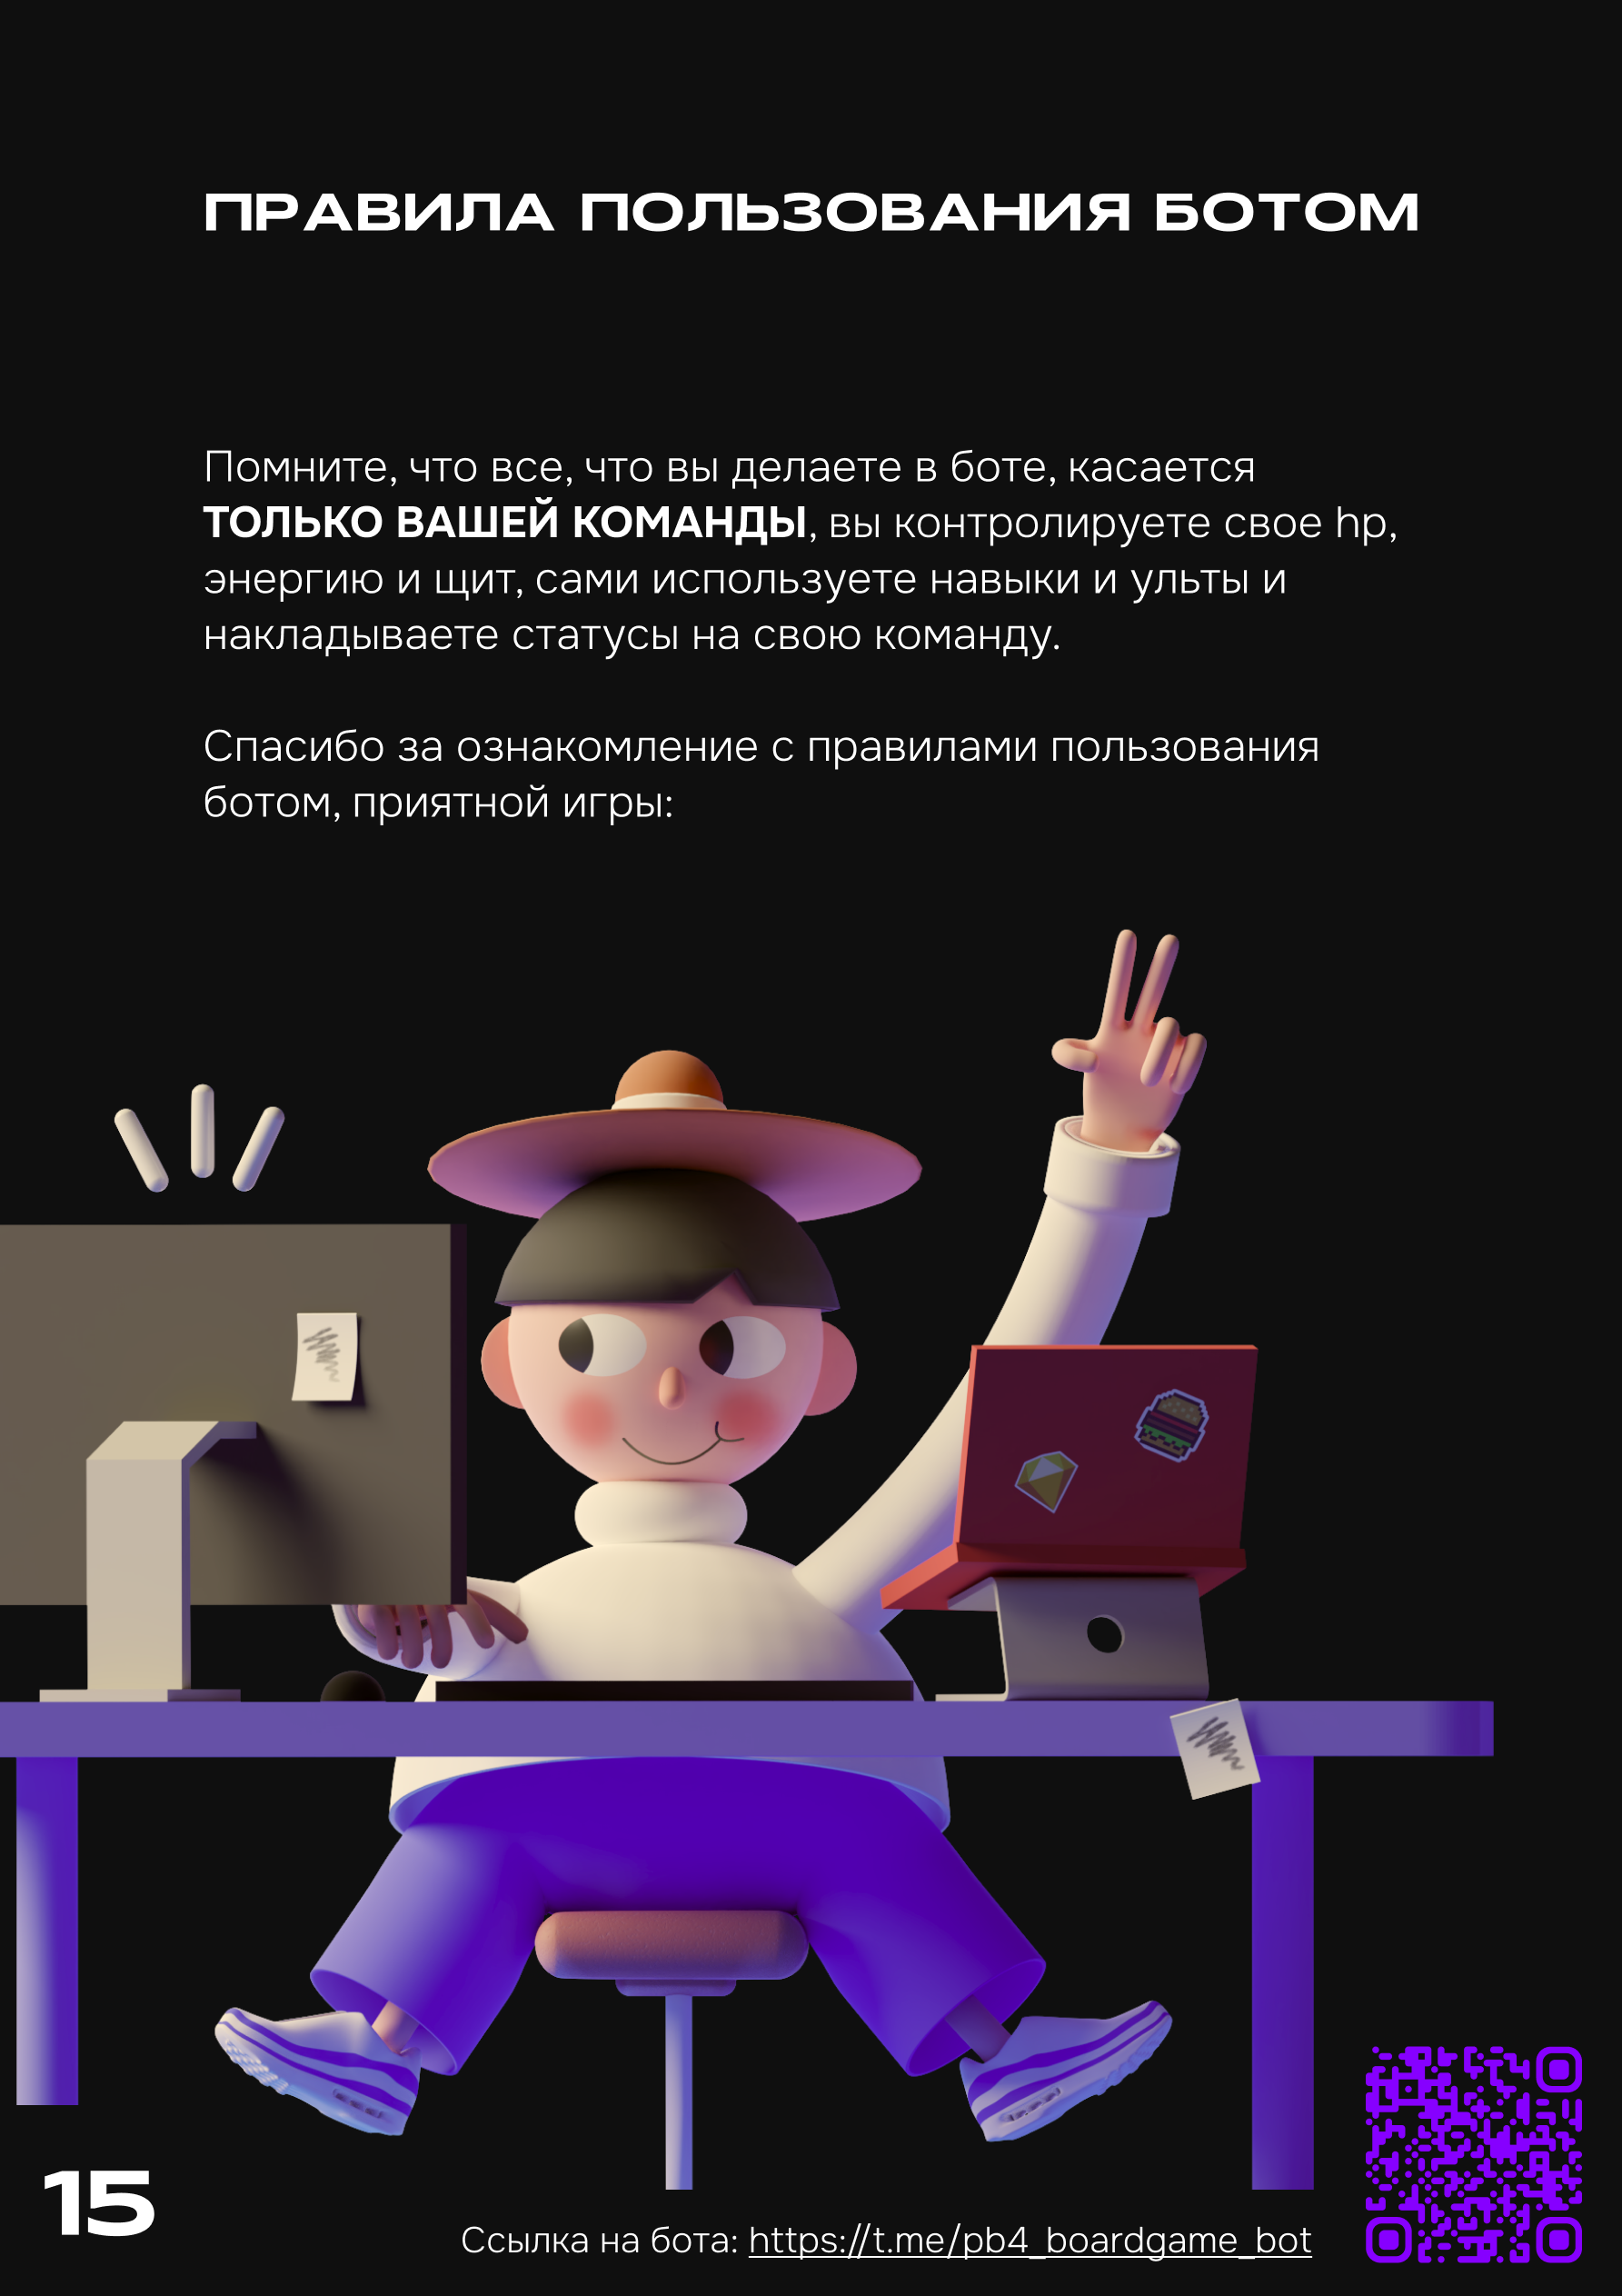 ПРАВИЛА ПОЛЬЗОВАНИЯ БОТОМ
Помните, что все, что вы делаете в боте, касается
ТОЛЬКО ВАШЕЙ КОМАНДЫ, вы контролируете свое hp,
энергию и щит, сами используете навыки и ульты и
накладываете статусы на свою команду.
Спасибо за ознакомление с правилами пользования
ботом, приятной игры:
15
Ссылка на бота: https://t.me/pb4_boardgame_bot